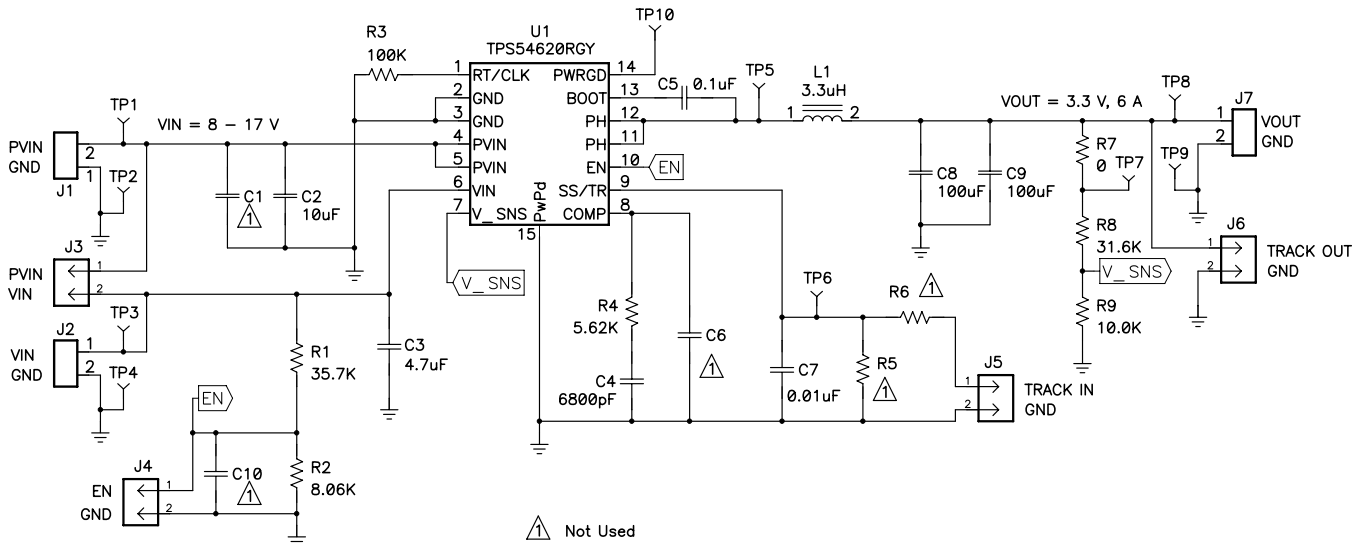 TP10
U1
TPS54620RGY
R3
100K
1 RT/CLK PWRGD 14
2 GND BOOT 13
3 GND PH 12
4 PVIN PH 11
5 PVIN EN 10
6 VIN SS/TR 9
7 V_SNS COMP 8
PwPd
15
C5 0.1uF
TP5
L1
3.3uH
1 2
VOUT = 3.3 V, 6 A
TP8
J7
1 VOUT
2 GND
TP1
VIN = 8 – 17 V
PVIN 2
GND 1
J1
TP2
C1
1
C2
10uF
EN
C8
100uF
C9
100uF
R7
0
TP7
TP9
R8
31.6K
V_SNS
R9
10.0K
J6
1 TRACK OUT
2 GND
J3
PVIN 1
VIN 2
V_SNS
TP3
J2
VIN 1
GND 2
TP4
R1
35.7K
C3
4.7uF
R4
5.62K
C4
6800pF
C6
1
TP6
R6
1
C7
0.01uF
R5
1
J5
1 TRACK IN
2 GND
EN
J4
EN 1
GND 2
C10
1
R2
8.06K
1 Not Used